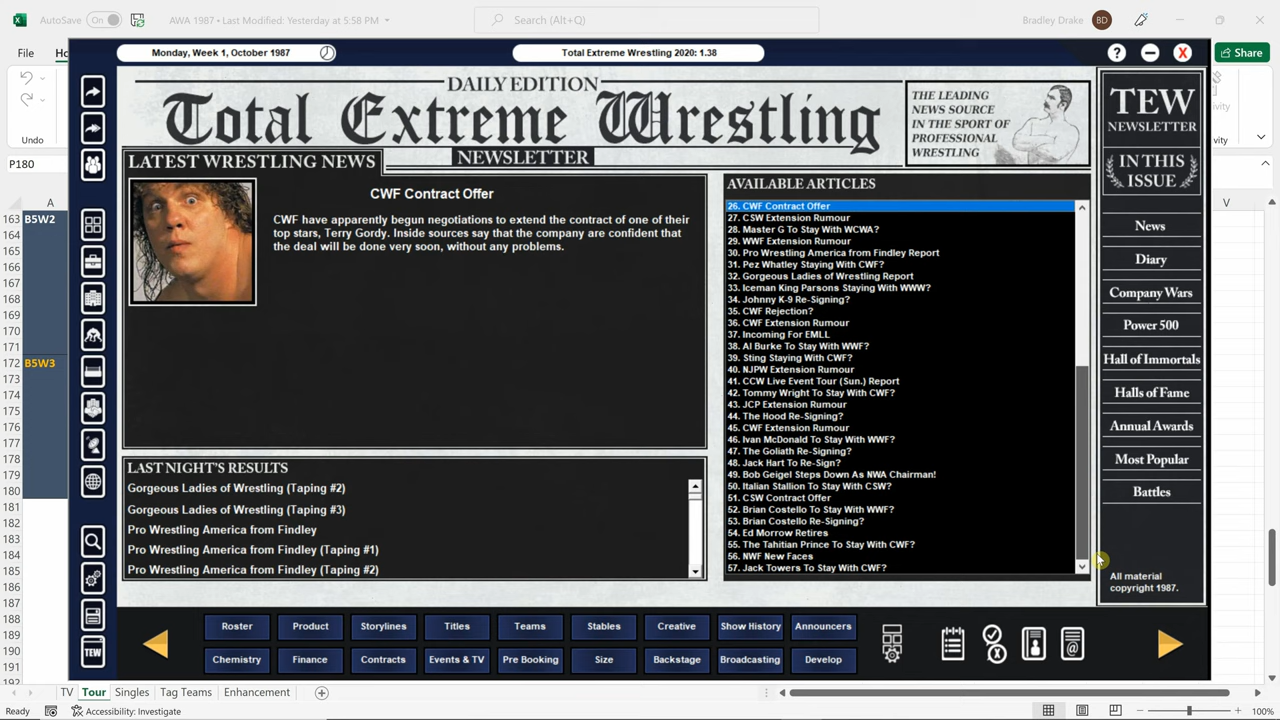 AutoSave Off
AWA 1987 • Last Modified: Yesterday at 5:58 PM
Search (Alt+Q)
Bradley Drake BD
File
Share
Monday, Week 1, October 1987
Total Extreme Wrestling 2020: 1.38
? X
Undo
P180
A
V
163 B5W2
164
165
166
167
168
169
170
171
172 B5W3
173
174
175
176
177
178
179
180
181
182
183
184
185
186
187
188
189
190
191
DAILY EDITION
Total Extreme Wrestling
NEWSLETTER
THE LEADING
NEWS SOURCE
IN THE SPORT OF
PROFESSIONAL
WRESTLING
TEW
NEWSLETTER
IN THIS
ISSUE
LATEST WRESTLING NEWS
CWF Contract Offer
CWF have apparently begun negotiations to extend the contract of one of their
top stars, Terry Gordy. Inside sources say that the company are confident that
the deal will be done very soon, without any problems.
AVAILABLE ARTICLES
26. CWF Contract Offer
27. CSW Extension Rumour
28. Master G To Stay With WCWA?
29. WWF Extension Rumour
30. Pro Wrestling America from Findley Report
31. Pez Whatley Staying With CWF?
32. Gorgeous Ladies of Wrestling Report
33. Iceman King Parsons Staying With WWW?
34. Johnny K-9 Re-Signing?
35. CWF Rejection?
36. CWF Extension Rumour
37. Incoming For EMLL
38. Al Burke To Stay With WWF?
39. Sting Staying With CWF?
40. NJPW Extension Rumour
41. CCW Live Event Tour (Sun.) Report
42. Tommy Wright To Stay With CWF?
43. JCP Extension Rumour
44. The Hood Re-Signing?
45. CWF Extension Rumour
46. Ivan McDonald To Stay With WWF?
47. The Goliath Re-Signing?
48. Jack Hart To Re-Sign?
49. Bob Geigel Steps Down As NWA Chairman!
50. Italian Stallion To Stay With CSW?
51. CSW Contract Offer
52. Brian Costello To Stay With WWF?
53. Brian Costello Re-Signing?
54. Ed Morrow Retires
55. The Tahitian Prince To Stay With CWF?
56. NWF New Faces
57. Jack Towers To Stay With CWF?
News
Diary
Company Wars
Power 500
Hall of Immortals
Halls of Fame
Annual Awards
Most Popular
Battles
All material
copyright 1987.
LAST NIGHT'S RESULTS
Gorgeous Ladies of Wrestling (Taping #2)
Gorgeous Ladies of Wrestling (Taping #3)
Pro Wrestling America from Findley
Pro Wrestling America from Findley (Taping #1)
Pro Wrestling America from Findley (Taping #2)
TEW
Roster Product Storylines Titles Teams Stables Creative Show History Announcers
Chemistry Finance Contracts Events & TV Pre Booking Size Backstage Broadcasting Develop
TV Tour Singles Tag Teams Enhancement
Ready Accessibility: Investigate
100%